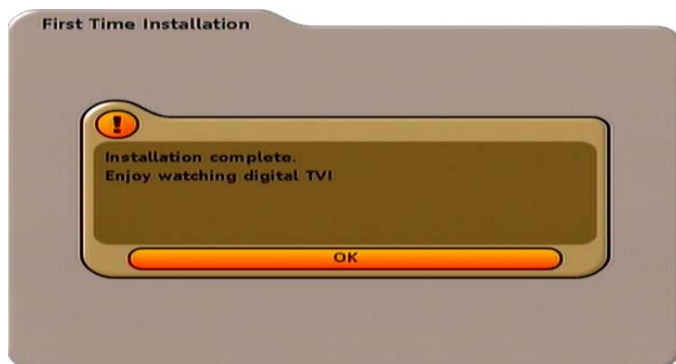 First Time Installation
!
Installation complete.
Enjoy watching digital TV!
OK